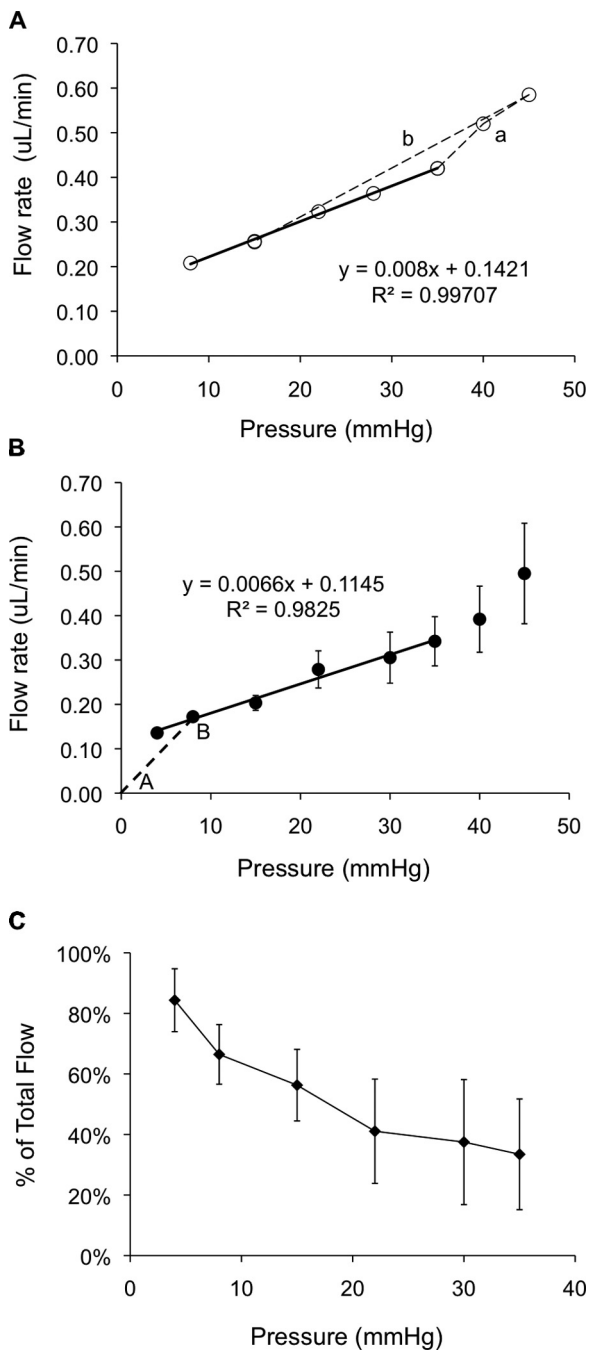 A
0.70
0.60
0.50
0.40
0.30
0.20
0.10
0.00
Flow rate (uL/min)
b
a
y = 0.008x + 0.1421
R² = 0.99707
0 10 20 30 40 50
Pressure (mmHg)
B
0.70
0.60
0.50
0.40
0.30
0.20
0.10
0.00
Flow rate (uL/min)
y = 0.0066x + 0.1145
R² = 0.9825
B
A
0 10 20 30 40 50
Pressure (mmHg)
C
100%
80%
60%
40%
20%
0%
% of Total Flow
0 10 20 30 40
Pressure (mmHg)